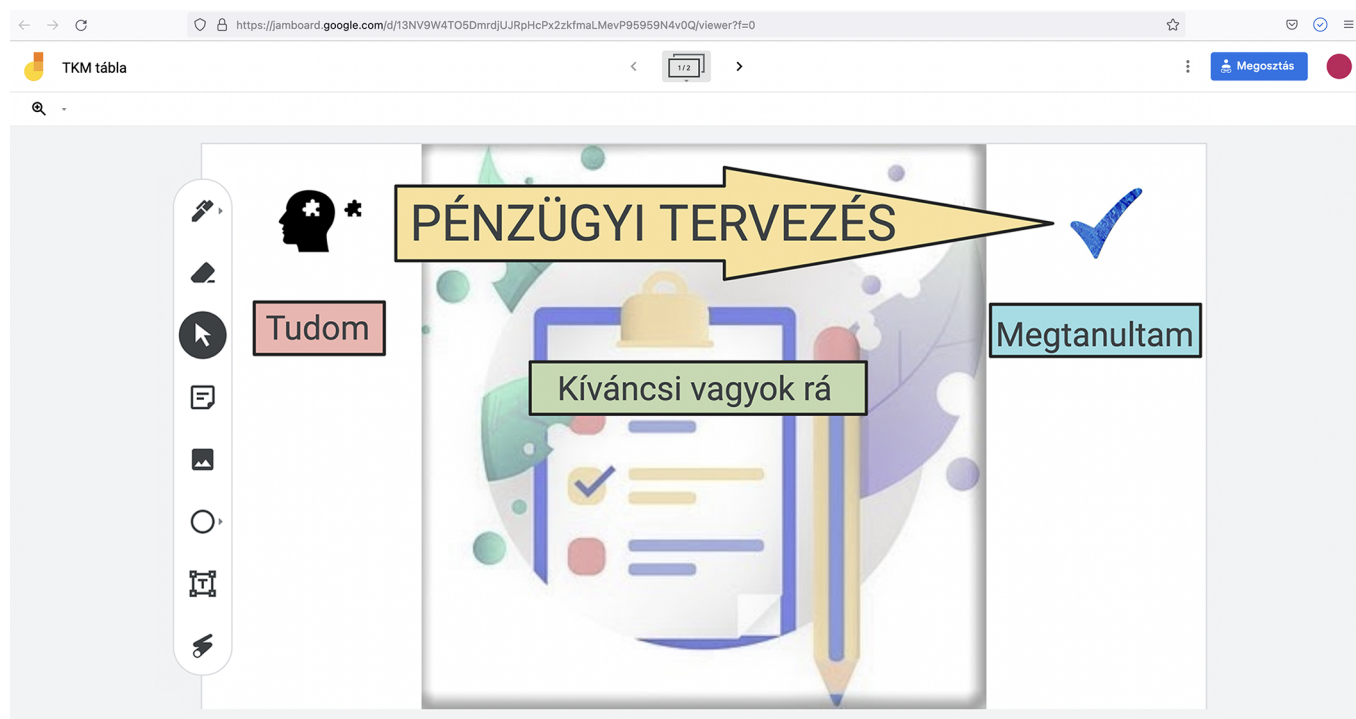 https://jamboard.google.com/d/13NV9W4TO5DmrdjUJRpHcPx2zkfmaLMevP95959N4v0Q/viewer?f=0
TKM tábla
1 / 2
Megosztás
PÉNZÜGYI TERVEZÉS
Tudom
Megtanultam
Kíváncsi vagyok rá
T